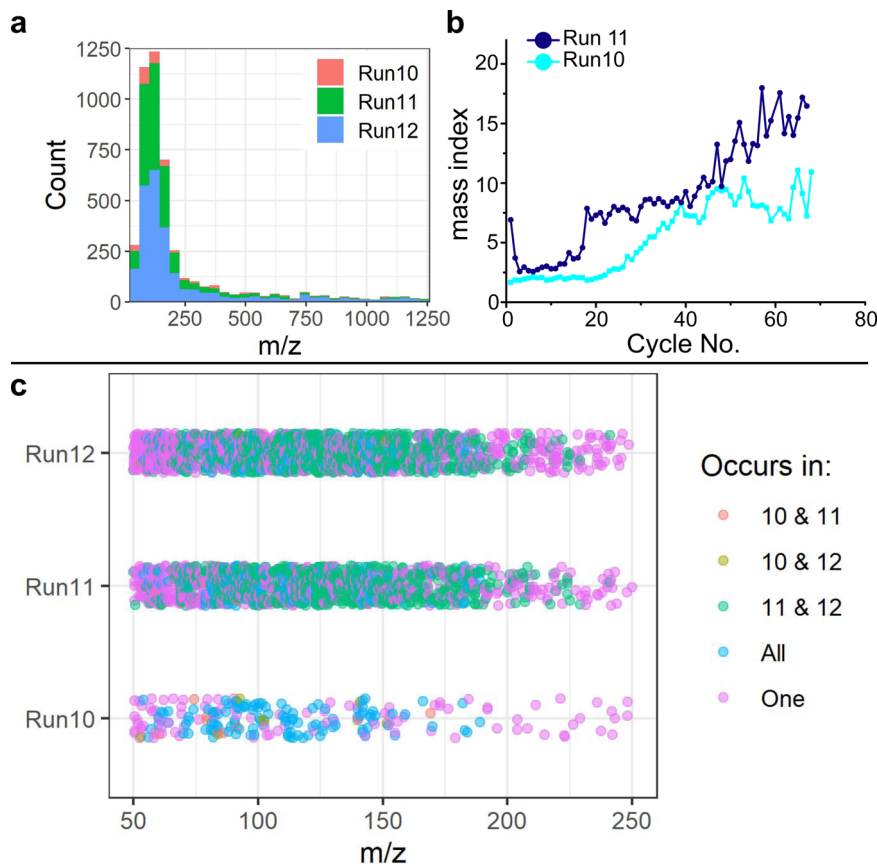 a
1250
1000
750
500
250
0
Count
Run10
Run11
Run12
250
500
750
1000
1250
m/z
b
Run 11
Run10
20
15
10
5
0
mass index
0
20
40
60
80
Cycle No.
c
Run12
Run11
Run10
50
100
150
200
250
m/z
Occurs in:
10 & 11
10 & 12
11 & 12
All
One